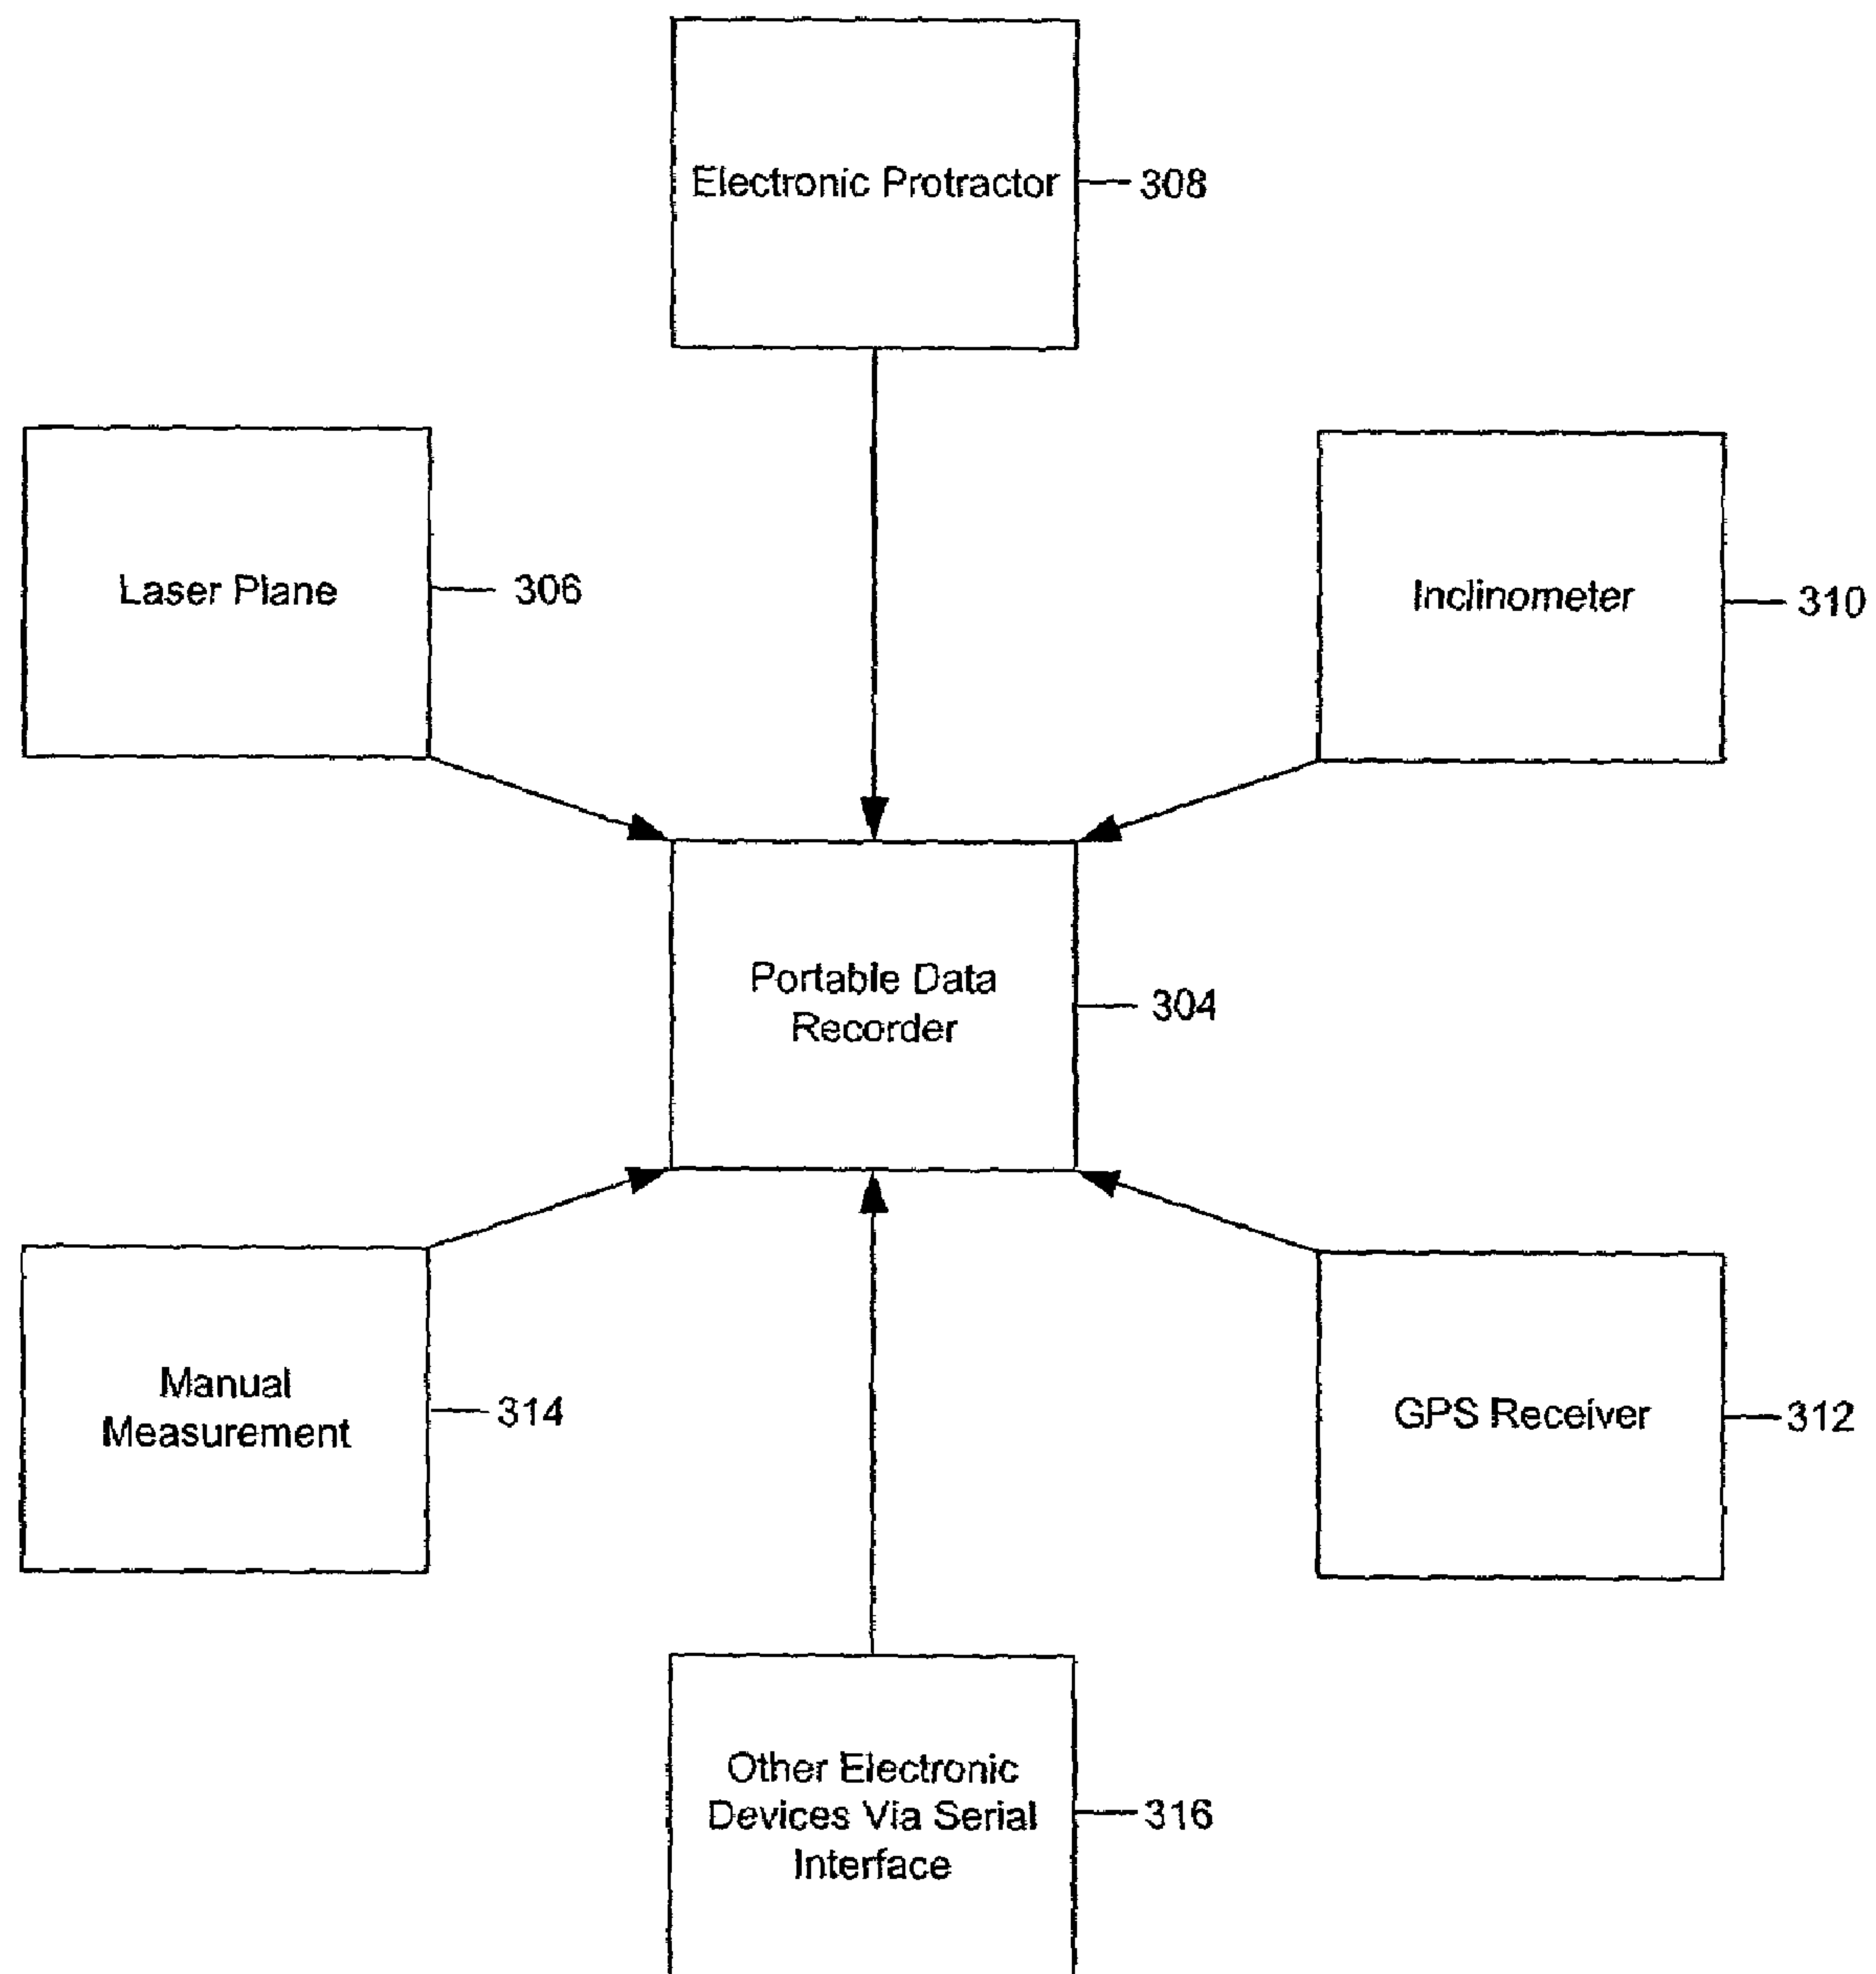 Electronic Protractor
308
Laser Plane
306
Inclinometer
310
Portable Data
Recorder
304
Manual
Measurement
314
GPS Receiver
312
Other Electronic
Devices Via Serial
Interface
316